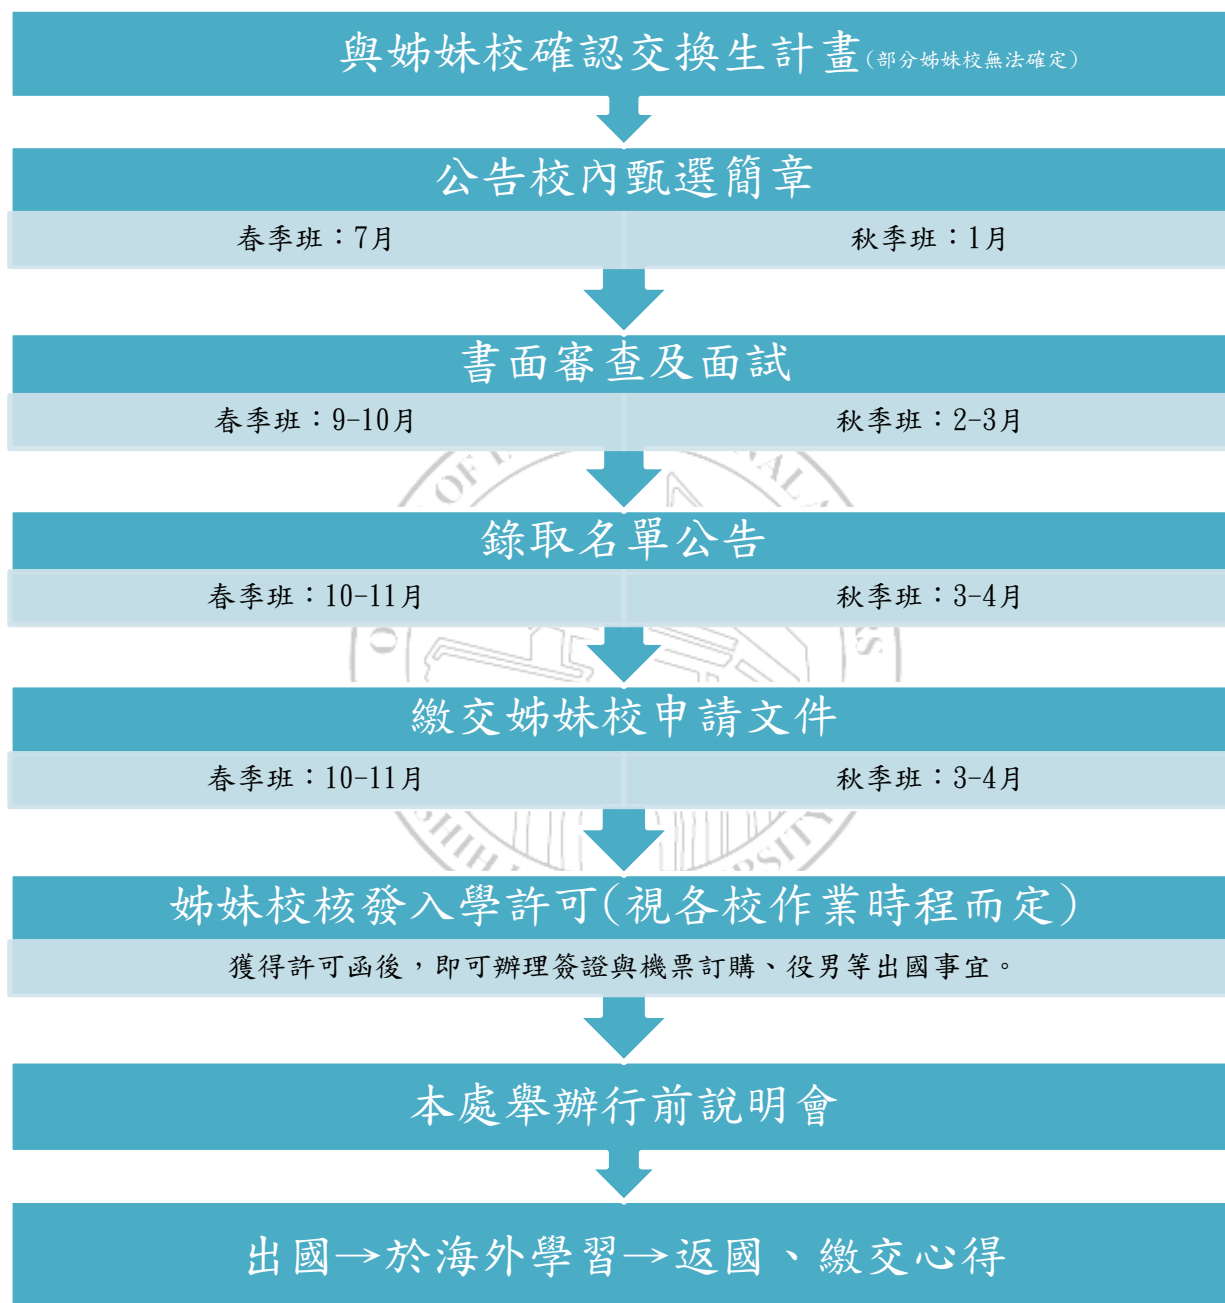 與姊妹校確認交換生計畫(部分姊妹校無法確定)
公告校內甄選簡章
春季班：7月
秋季班：1月
書面審查及面試
春季班：9-10月
秋季班：2-3月
錄取名單公告
春季班：10-11月
秋季班：3-4月
繳交姊妹校申請文件
春季班：10-11月
秋季班：3-4月
姊妹校核發入學許可(視各校作業時程而定)
獲得許可函後，即可辦理簽證與機票訂購、役男等出國事宜。
本處舉辦行前說明會
出國→於海外學習→返國、繳交心得